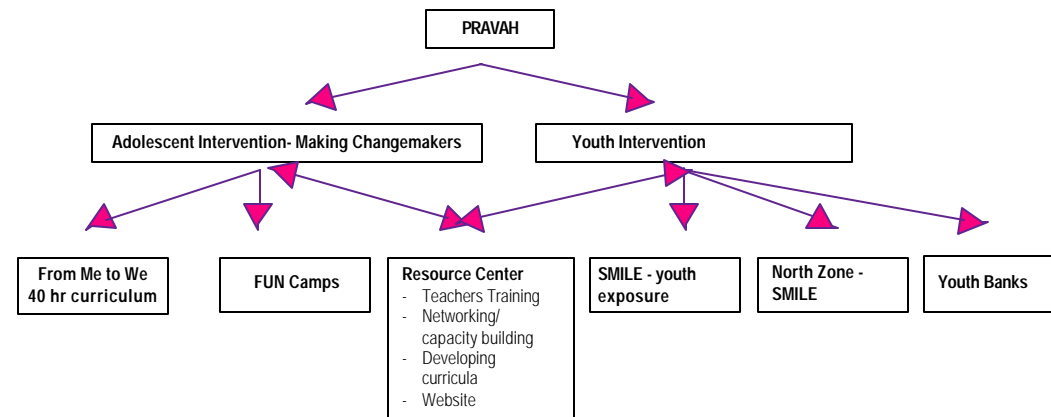 PRAVAH
Adolescent Intervention- Making Changemakers
Youth Intervention
From Me to We
40 hr curriculum
FUN Camps
Resource Center
- Teachers Training
- Networking/
capacity building
- Developing
curricula
- Website
SMILE - youth
exposure
North Zone -
SMILE
Youth Banks